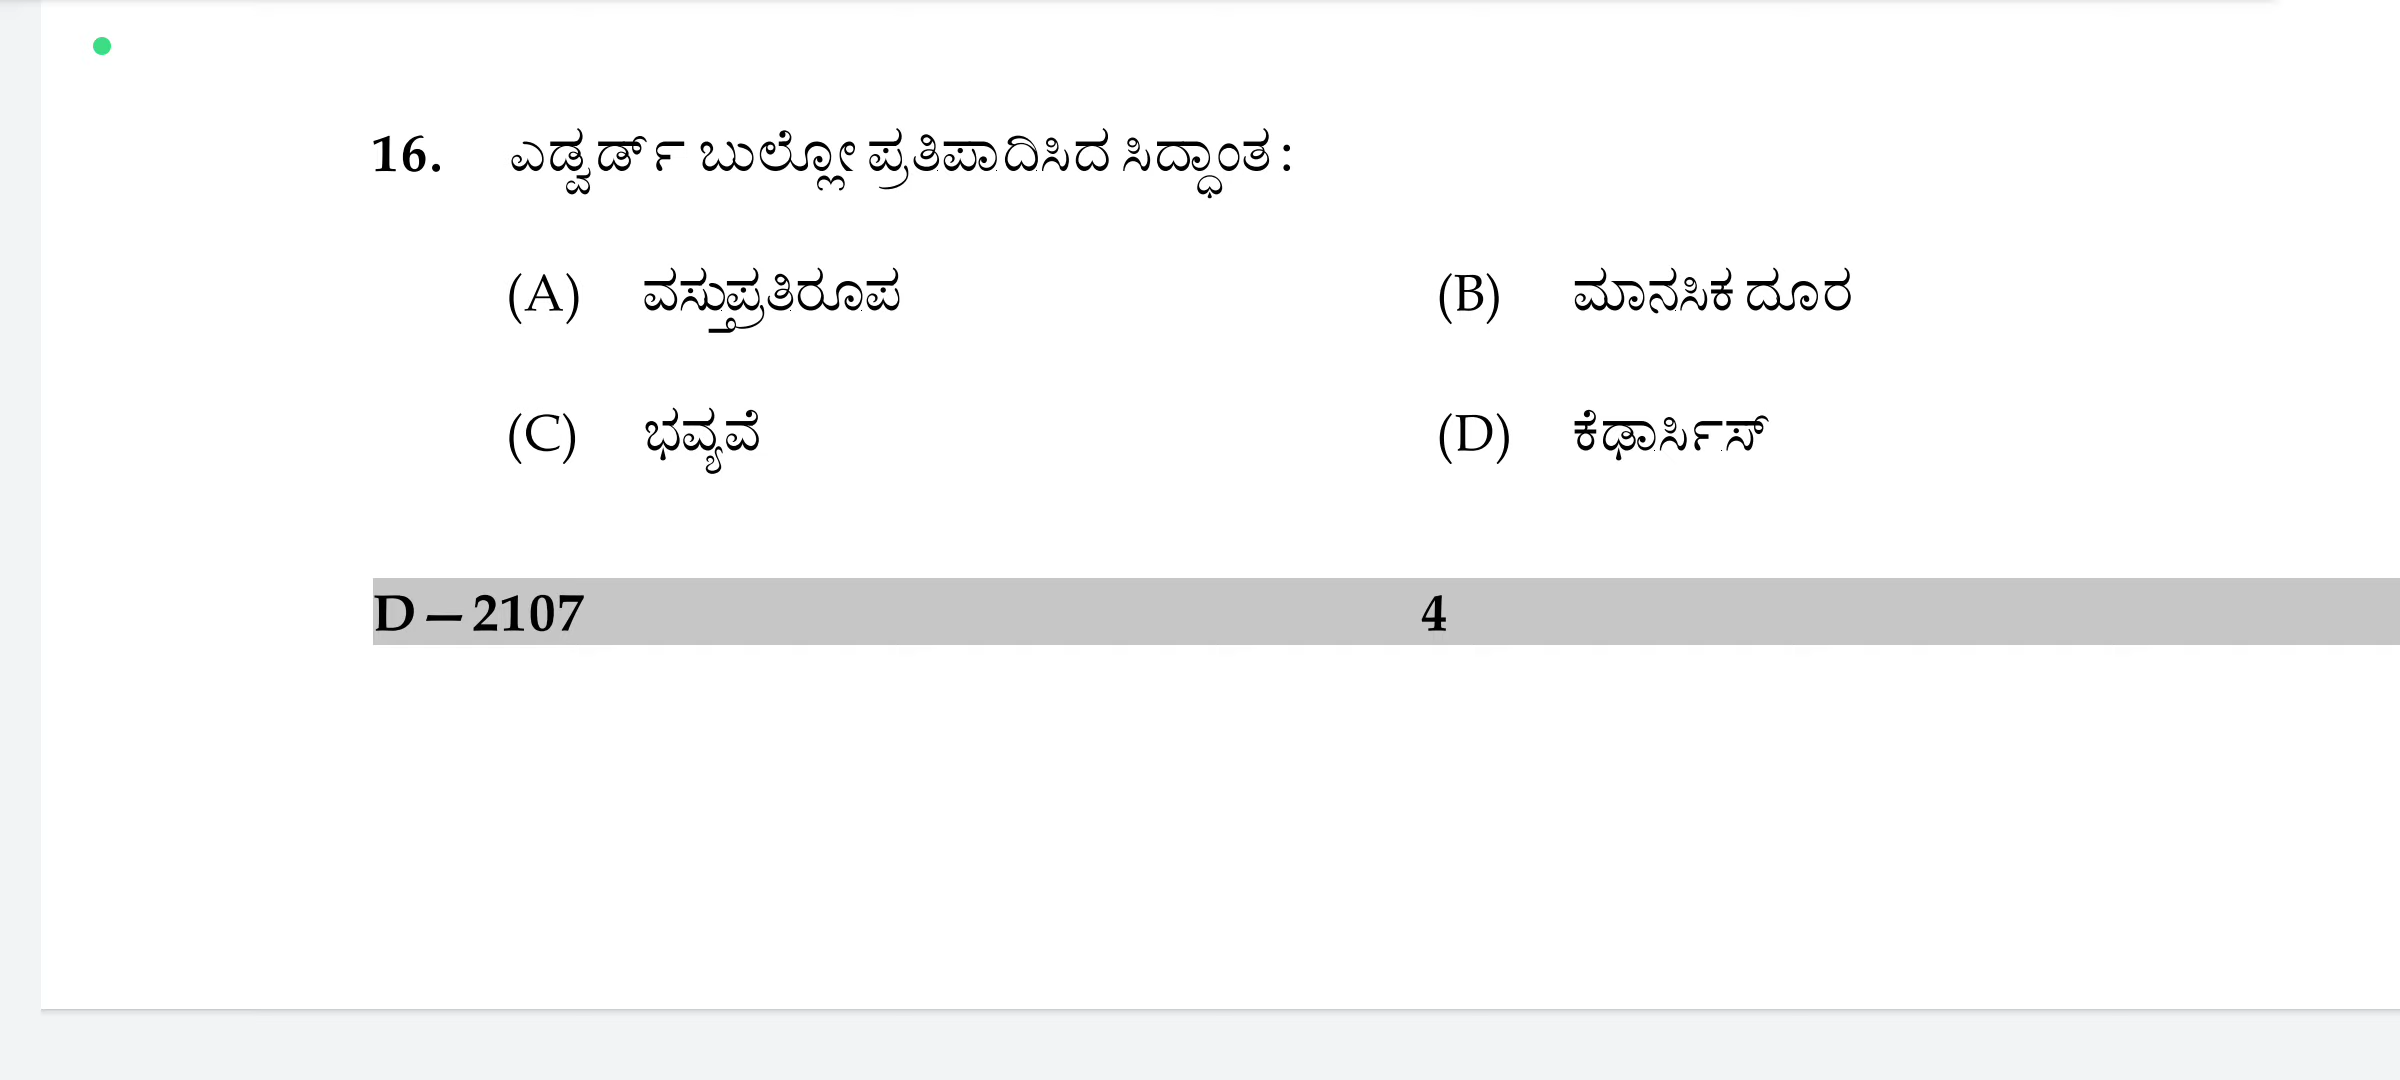 16. ಎಡ್ವರ್ಡ್ ಬುಲ್ಲೋ ಪ್ರತಿಪಾದಿಸಿದ ಸಿದ್ಧಾಂತ :
(A) ವಸ್ತುಪ್ರತಿರೂಪ (B) ಮಾನಸಿಕ ದೂರ
(C) ಭವ್ಯವೆ (D) ಕೆಥಾರ್ಸಿಸ್
D – 2107 4